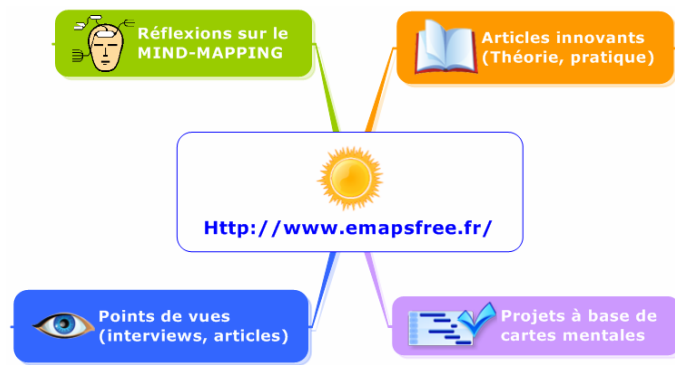 Réflexions sur le
MIND-MAPPING
Articles innovants
(Théorie, pratique)
Http://www.emapsfree.fr/
Points de vues
(interviews, articles)
Projets à base de
cartes mentales